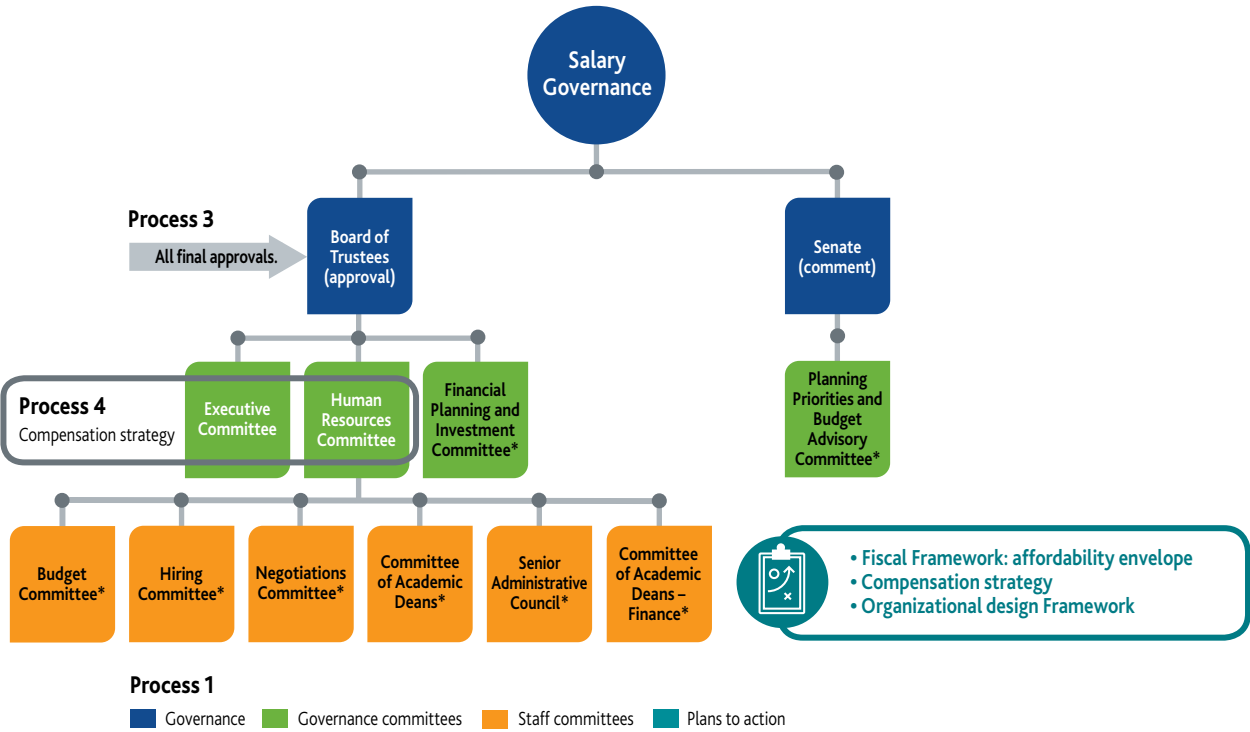 Salary
Governance
Process 3
All final approvals.
Board of
Trustees
(approval)
Senate
(comment)
Process 4
Compensation strategy
Executive
Committee
Human
Resources
Committee
Financial
Planning and
Investment
Committee*
Planning
Priorities and
Budget
Advisory
Committee*
Budget
Committee*
Hiring
Committee*
Negotiations
Committee*
Committee
of Academic
Deans*
Senior
Administrative
Council*
Committee
of Academic
Deans –
Finance*
• Fiscal Framework: affordability envelope
• Compensation strategy
• Organizational design Framework
Process 1
Governance
Governance committees
Staff committees
Plans to action